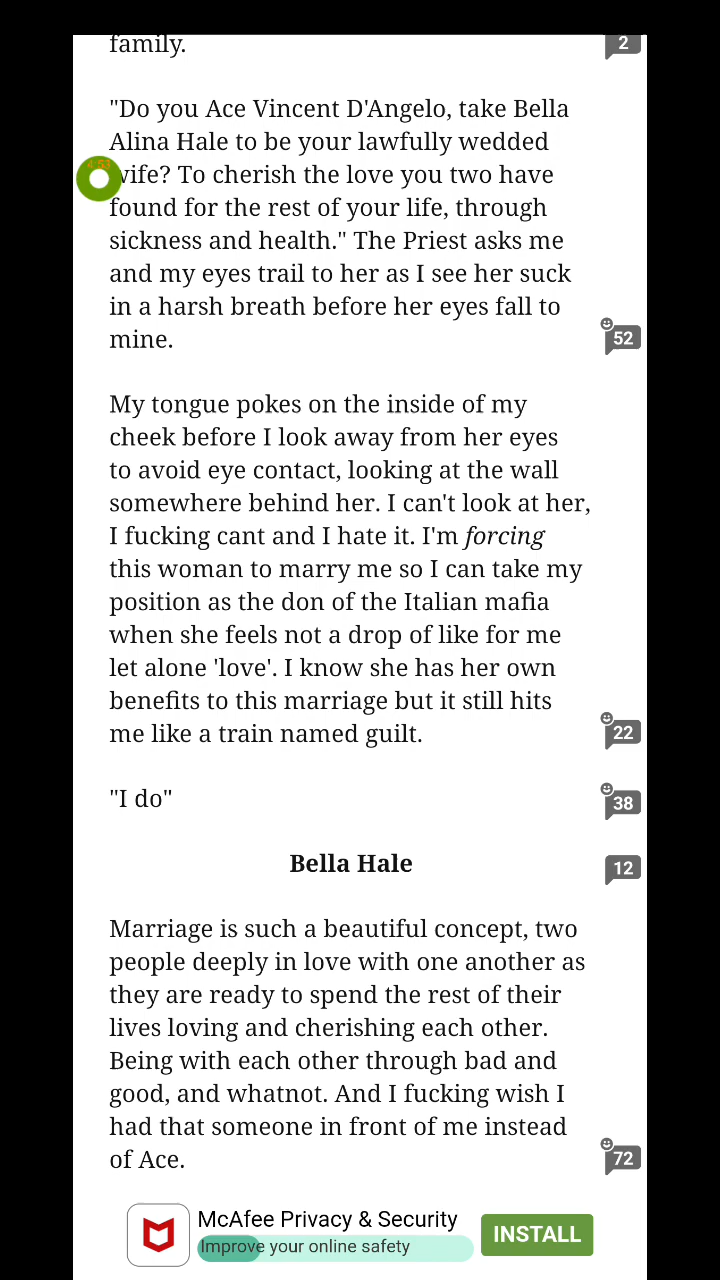 family.
2
"Do you Ace Vincent D'Angelo, take Bella
Alina Hale to be your lawfully wedded
4:53
wife? To cherish the love you two have
found for the rest of your life, through
sickness and health." The Priest asks me
and my eyes trail to her as I see her suck
in a harsh breath before her eyes fall to
mine.
52
My tongue pokes on the inside of my
cheek before I look away from her eyes
to avoid eye contact, looking at the wall
somewhere behind her. I can't look at her,
I fucking cant and I hate it. I'm forcing
this woman to marry me so I can take my
position as the don of the Italian mafia
when she feels not a drop of like for me
let alone 'love'. I know she has her own
benefits to this marriage but it still hits
me like a train named guilt.
22
"I do"
38
Bella Hale
12
Marriage is such a beautiful concept, two
people deeply in love with one another as
they are ready to spend the rest of their
lives loving and cherishing each other.
Being with each other through bad and
good, and whatnot. And I fucking wish I
had that someone in front of me instead
of Ace.
72
McAfee Privacy & Security
Improve your online safety
INSTALL